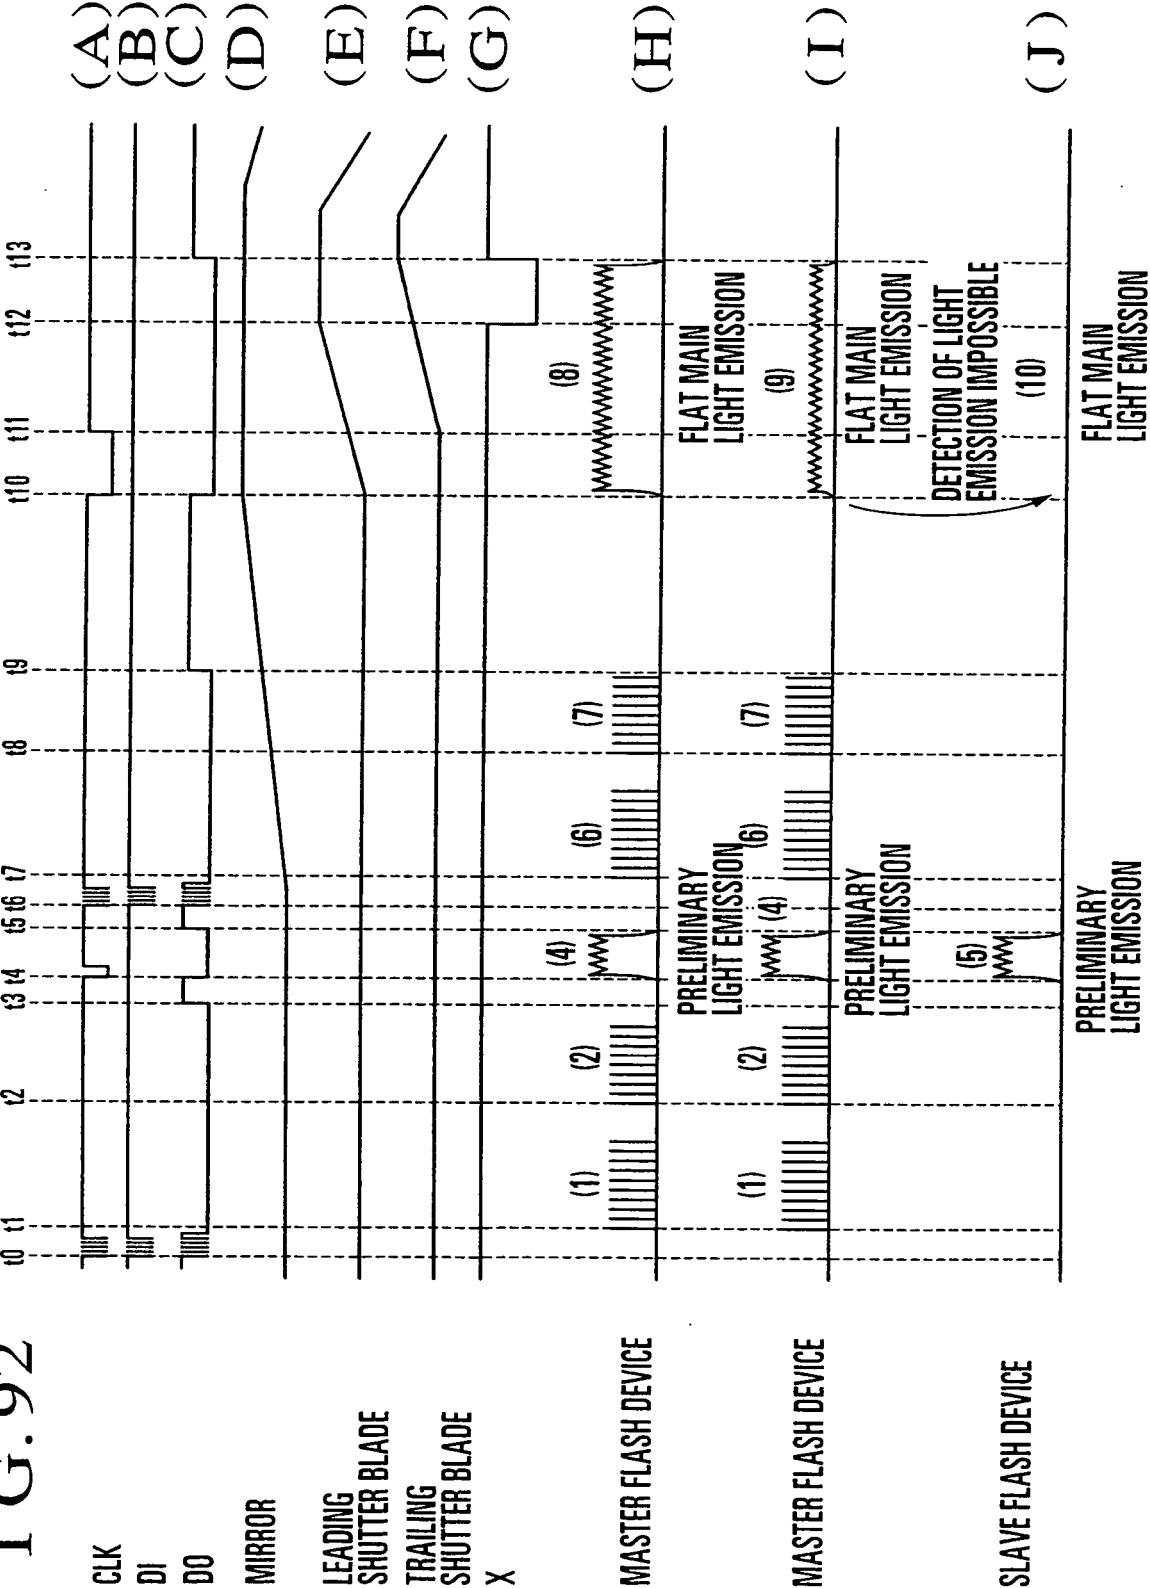 FIG. 92
t0 t1 t2 t3 t4 t5 t6 t7 t8 t9 t10 t11 t12 t13
CLK (A)
DI (B)
DO (C)
MIRROR (D)
LEADING
SHUTTER BLADE (E)
TRAILING
SHUTTER BLADE (F)
X (G)
(1) (2) (4) (6) (7) (8)
MASTER FLASH DEVICE (H)
PRELIMINARY
LIGHT EMISSION
FLAT MAIN
LIGHT EMISSION
(1) (2) (4) (6) (7) (9)
MASTER FLASH DEVICE (I)
PRELIMINARY
LIGHT EMISSION
FLAT MAIN
LIGHT EMISSION
DETECTION OF LIGHT
EMISSION IMPOSSIBLE
(5) (10)
SLAVE FLASH DEVICE (J)
PRELIMINARY
LIGHT EMISSION
FLAT MAIN
LIGHT EMISSION